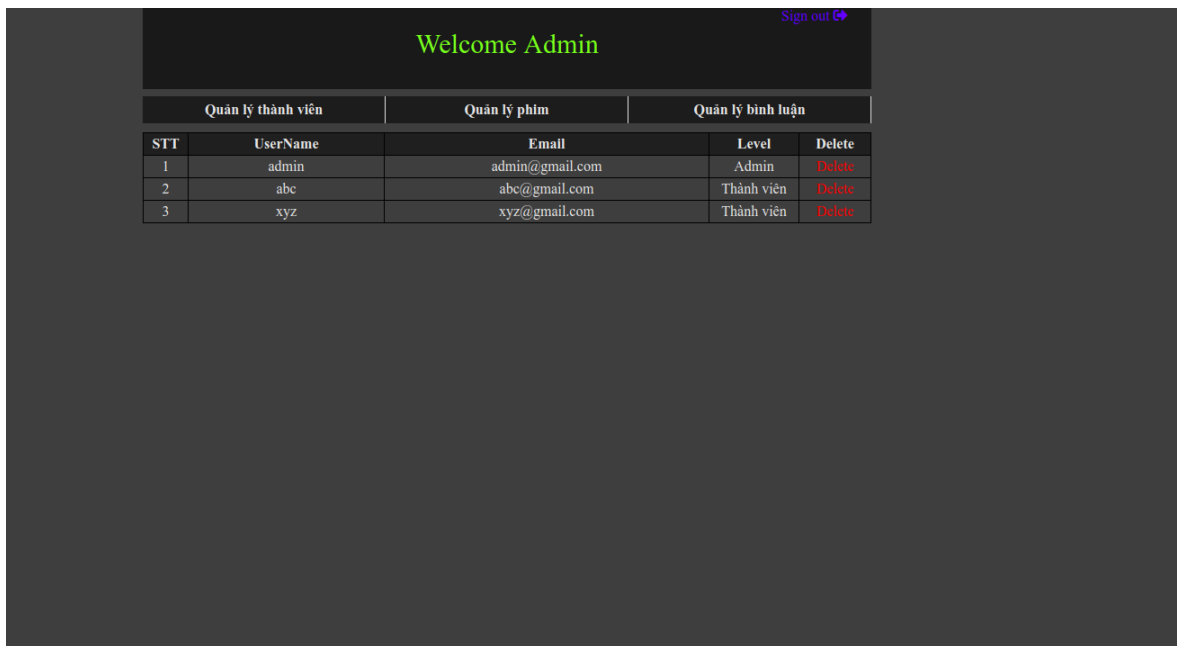 Sign out
Welcome Admin
Quản lý thành viên Quản lý phim Quản lý bình luận
STT UserName Email Level Delete
1 admin admin@gmail.com Admin Delete
2 abc abc@gmail.com Thành viên Delete
3 xyz xyz@gmail.com Thành viên Delete